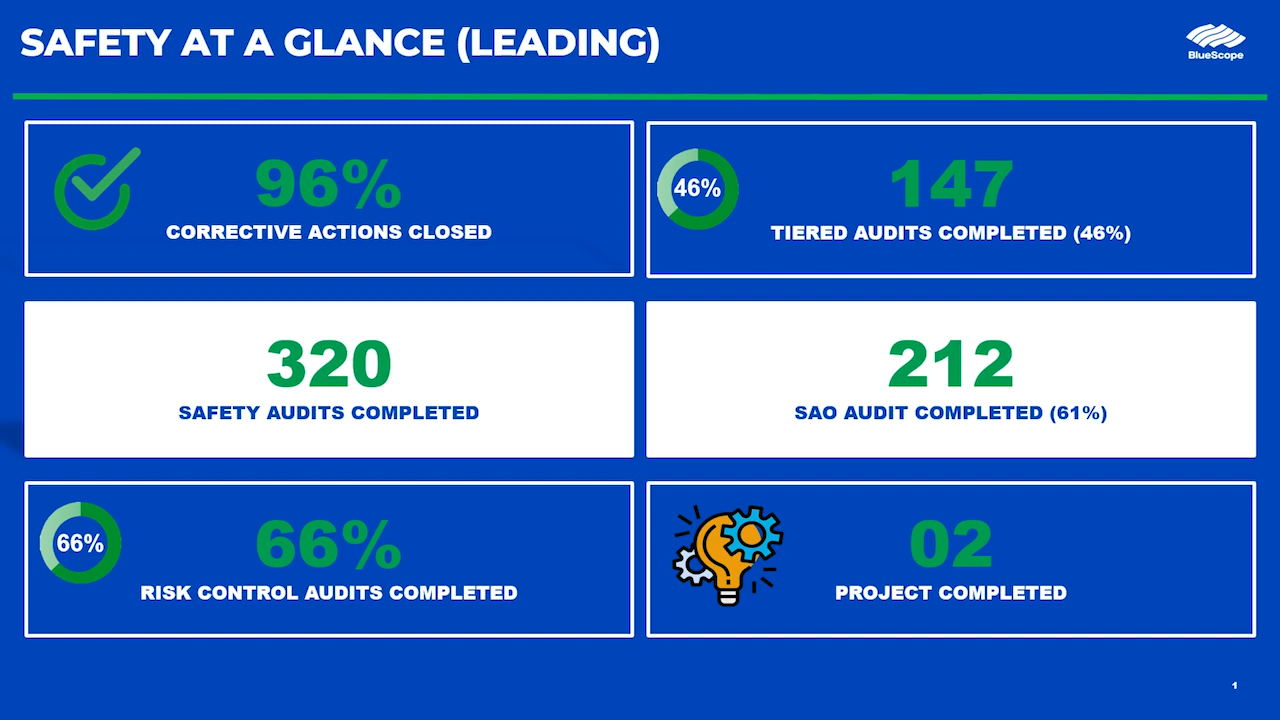 SAFETY AT A GLANCE (LEADING)
BlueScope
96%
CORRECTIVE ACTIONS CLOSED
46%
147
TIERED AUDITS COMPLETED (46%)
320
SAFETY AUDITS COMPLETED
212
SAO AUDIT COMPLETED (61%)
66%
66%
RISK CONTROL AUDITS COMPLETED
02
PROJECT COMPLETED
1